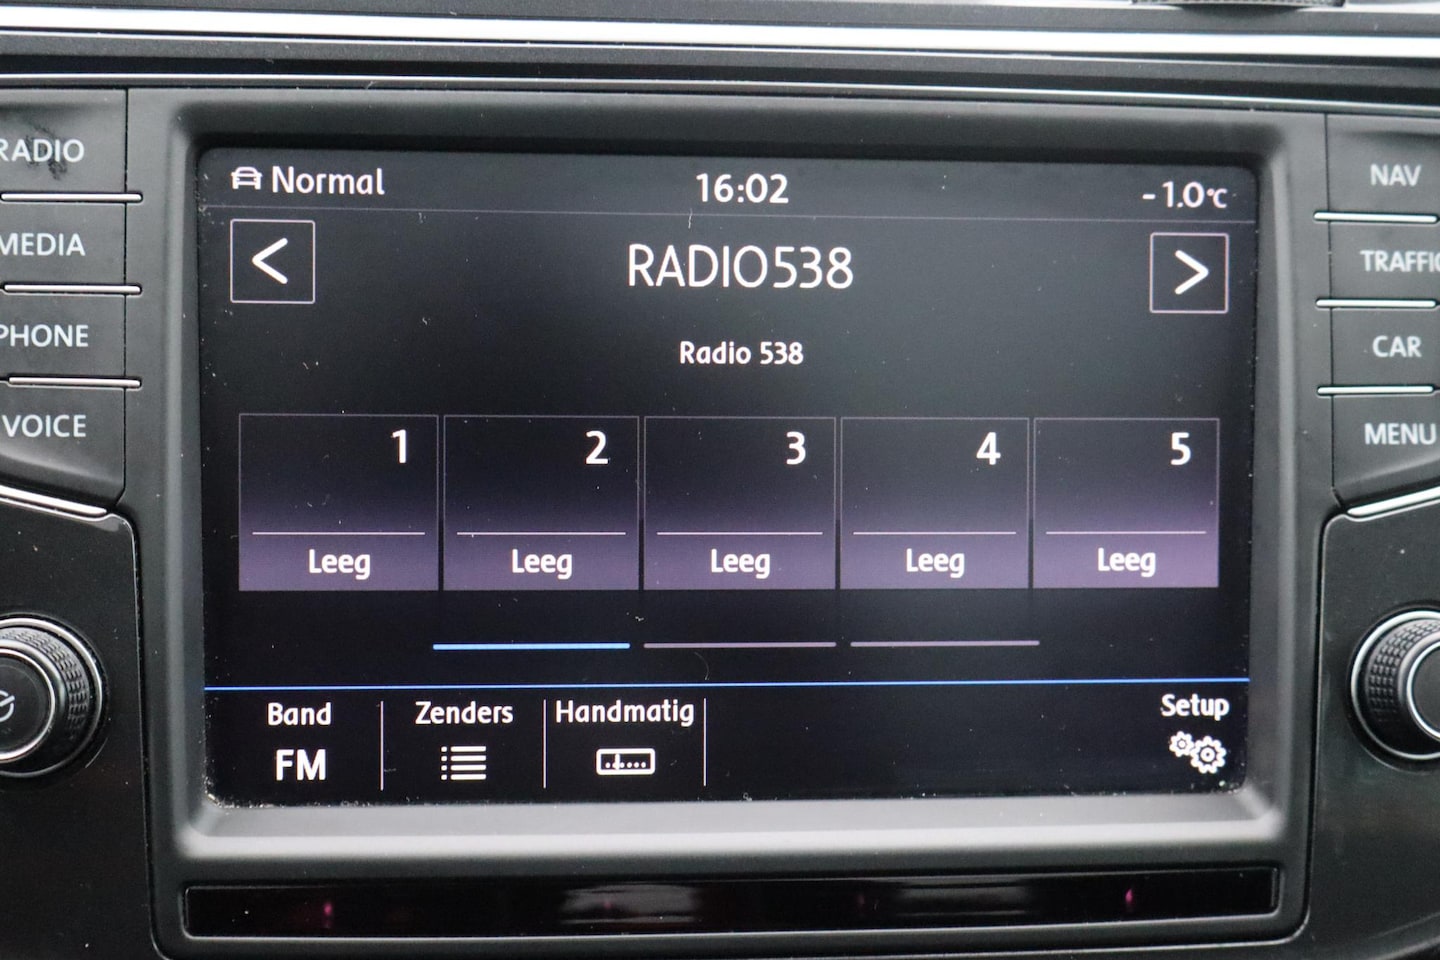 RADIO
MEDIA
PHONE
VOICE
Normal
16:02
-1.0°C
<
RADIO538
>
Radio 538
1
2
3
4
5
Leeg
Leeg
Leeg
Leeg
Leeg
Band
Zenders
Handmatig
Setup
FM
NAV
TRAFFIC
CAR
MENU